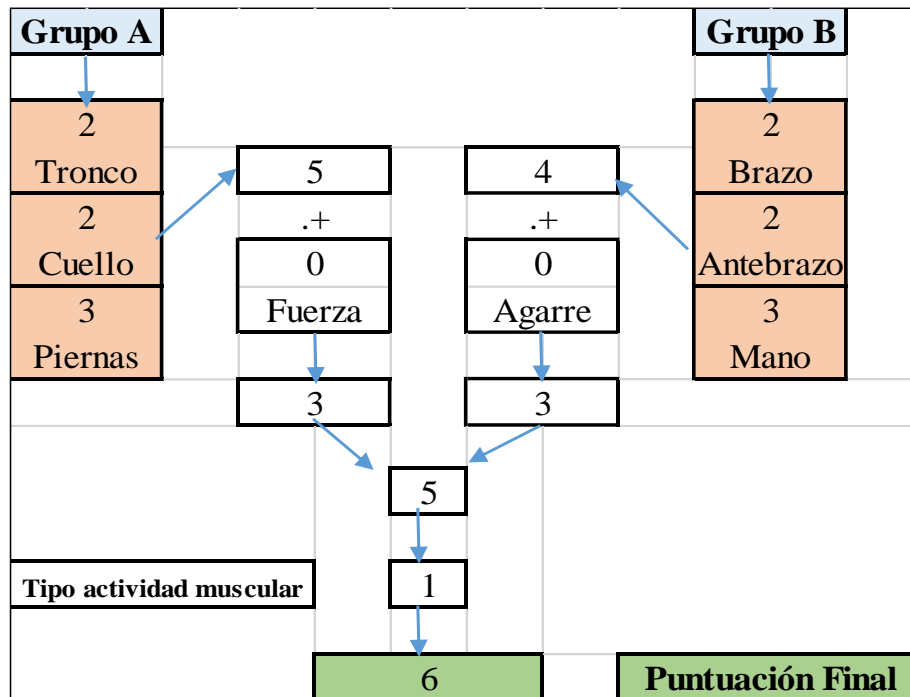 Grupo A
Grupo B
2
Tronco
2
Cuello
3
Piernas
5
.+
0
Fuerza
3
4
.+
0
Agarre
3
2
Brazo
2
Antebrazo
3
Mano
5
Tipo actividad muscular
1
6
Puntuación Final